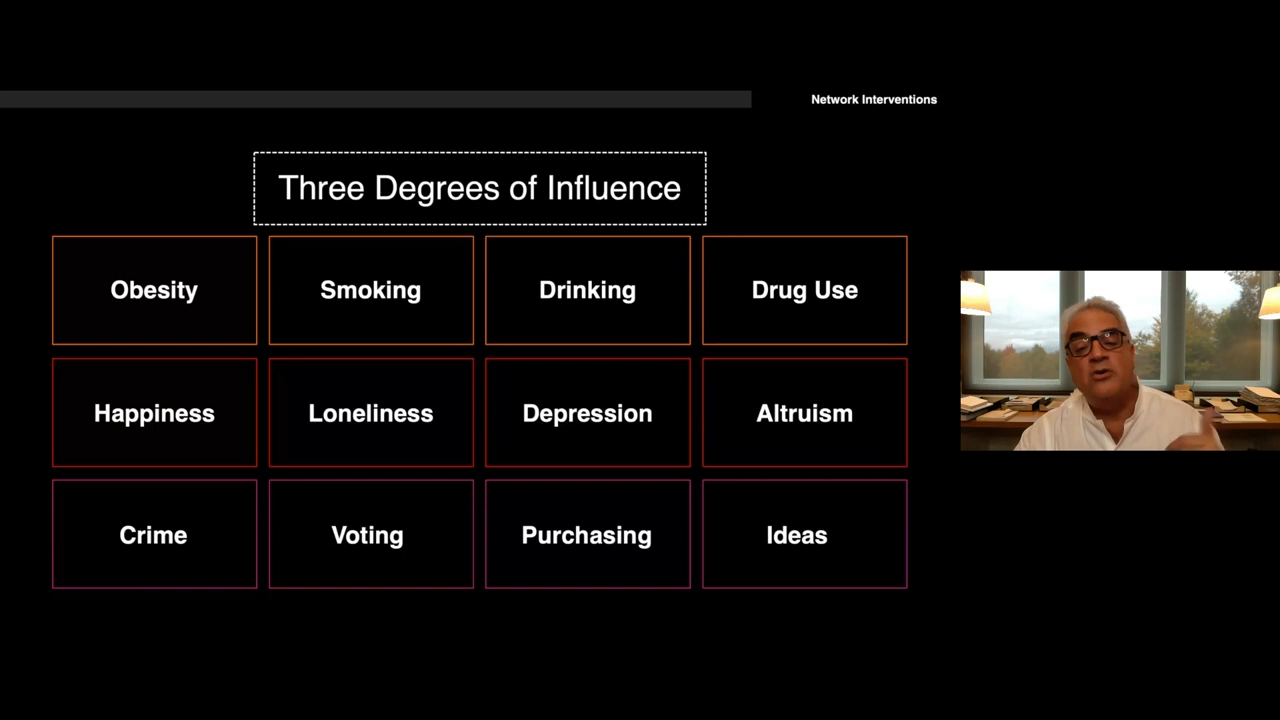 Network Interventions
Three Degrees of Influence
Obesity
Smoking
Drinking
Drug Use
Happiness
Loneliness
Depression
Altruism
Crime
Voting
Purchasing
Ideas